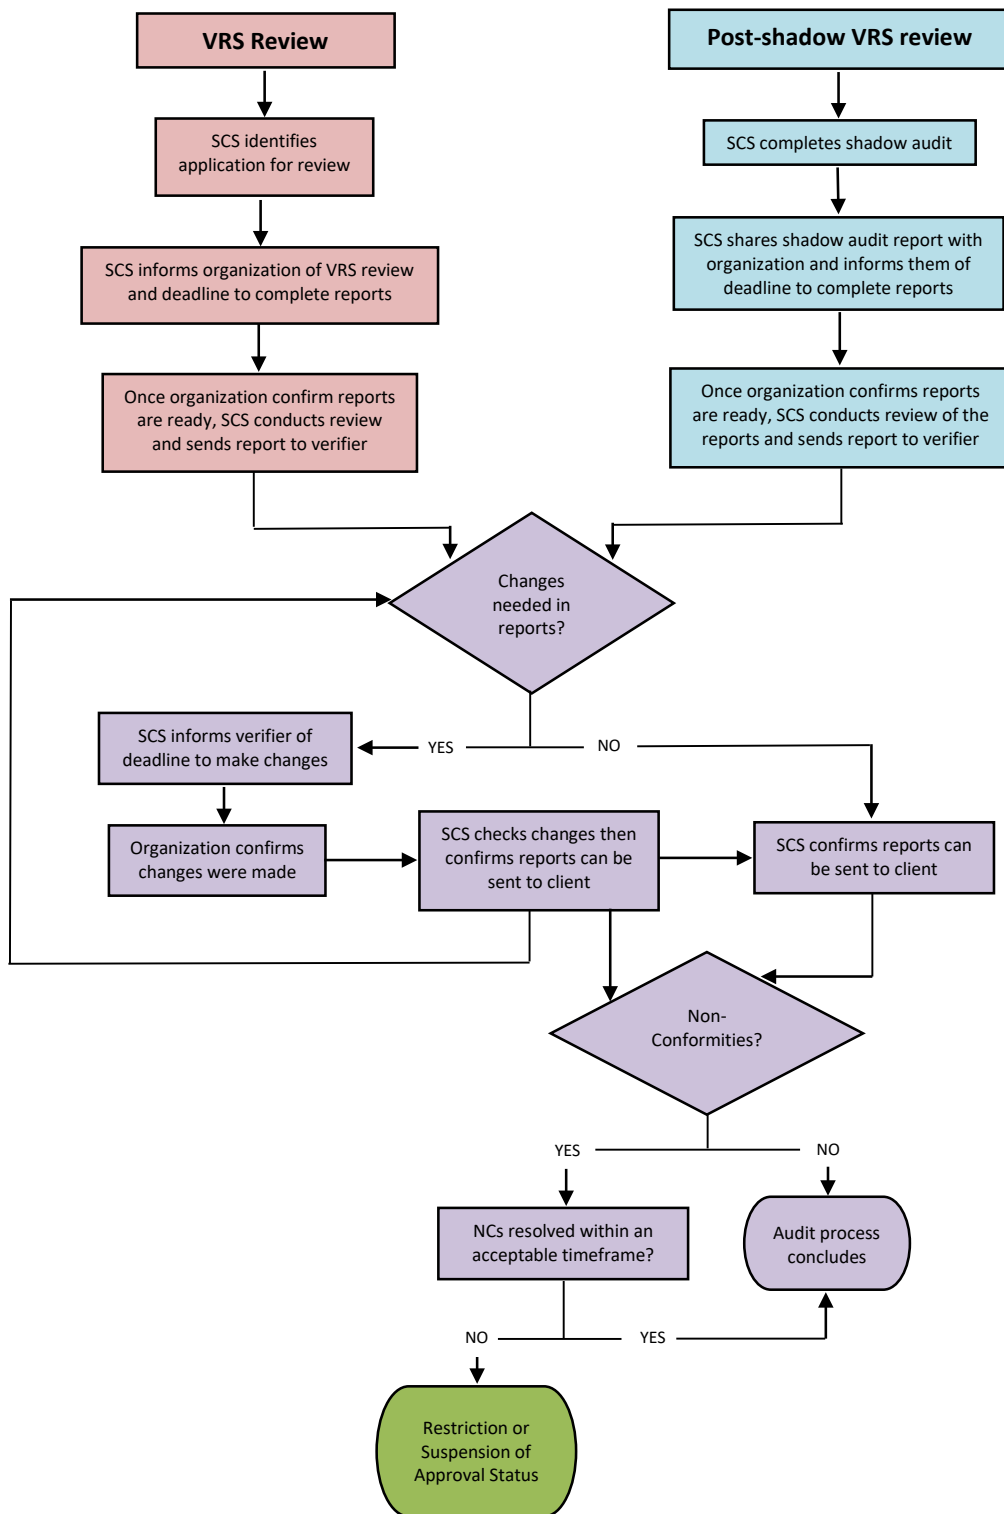 VRS Review
Post-shadow VRS review
SCS identifies
application for review
SCS completes shadow audit
SCS informs organization of VRS review
and deadline to complete reports
SCS shares shadow audit report with
organization and informs them of
deadline to complete reports
Once organization confirm reports
are ready, SCS conducts review
and sends report to verifier
Once organization confirms reports
are ready, SCS conducts review of the
reports and sends report to verifier
Changes
needed in
reports?
YES
NO
SCS informs verifier of
deadline to make changes
Organization confirms
changes were made
SCS checks changes then
confirms reports can be
sent to client
SCS confirms reports can
be sent to client
Non-
Conformities?
YES
NO
NCs resolved within an
acceptable timeframe?
Audit process
concludes
NO
YES
Restriction or
Suspension of
Approval Status